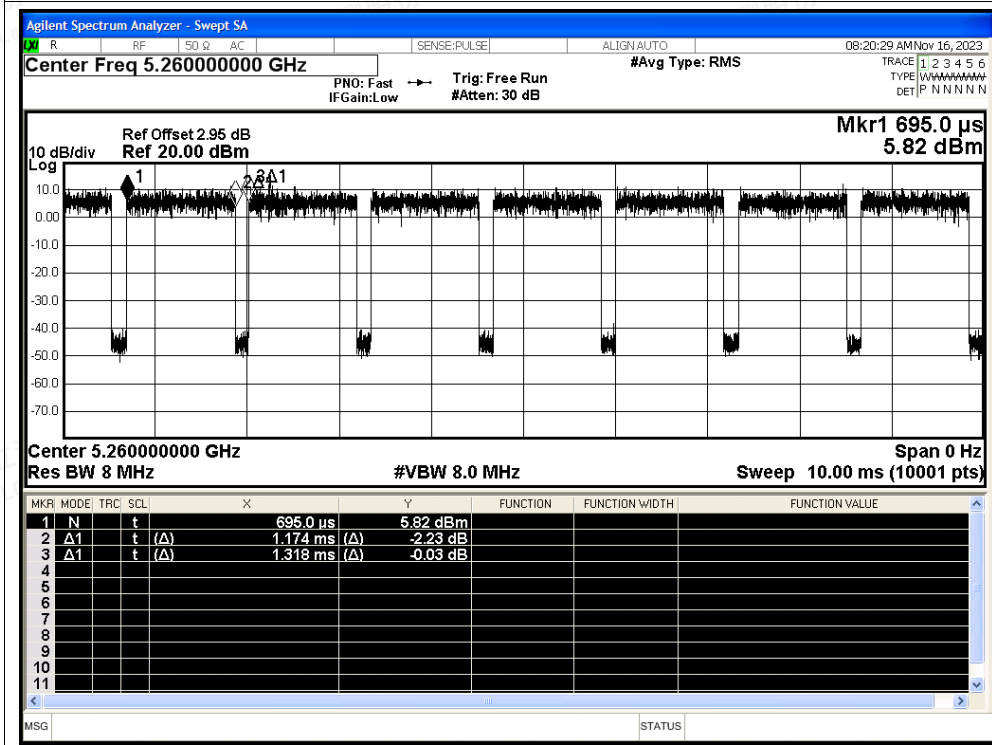 Agilent Spectrum Analyzer - Swept SA
LXI R RF 50 Ω AC SENSE:PULSE ALIGN AUTO 08:20:29 AM Nov 16, 2023
Center Freq 5.260000000 GHz #Avg Type: RMS TRACE 1 2 3 4 5 6
PNO: Fast Trig: Free Run TYPE
IFGain:Low #Atten: 30 dB DET P N N N N N
Mkr1 695.0 µs
Ref Offset 2.95 dB
10 dB/div Ref 20.00 dBm 5.82 dBm
Log
1 2 3Δ1
10.0
0.00
-10.0
-20.0
-30.0
-40.0
-50.0
-60.0
-70.0
Center 5.260000000 GHz Span 0 Hz
Res BW 8 MHz #VBW 8.0 MHz Sweep 10.00 ms (10001 pts)
MKR MODE TRC SCL X Y FUNCTION FUNCTION WIDTH FUNCTION VALUE
1 N t 695.0 µs 5.82 dBm
2 Δ1 t (Δ) 1.174 ms (Δ) -2.23 dB
3 Δ1 t (Δ) 1.318 ms (Δ) -0.03 dB
4
5
6
7
8
9
10
11
MSG STATUS